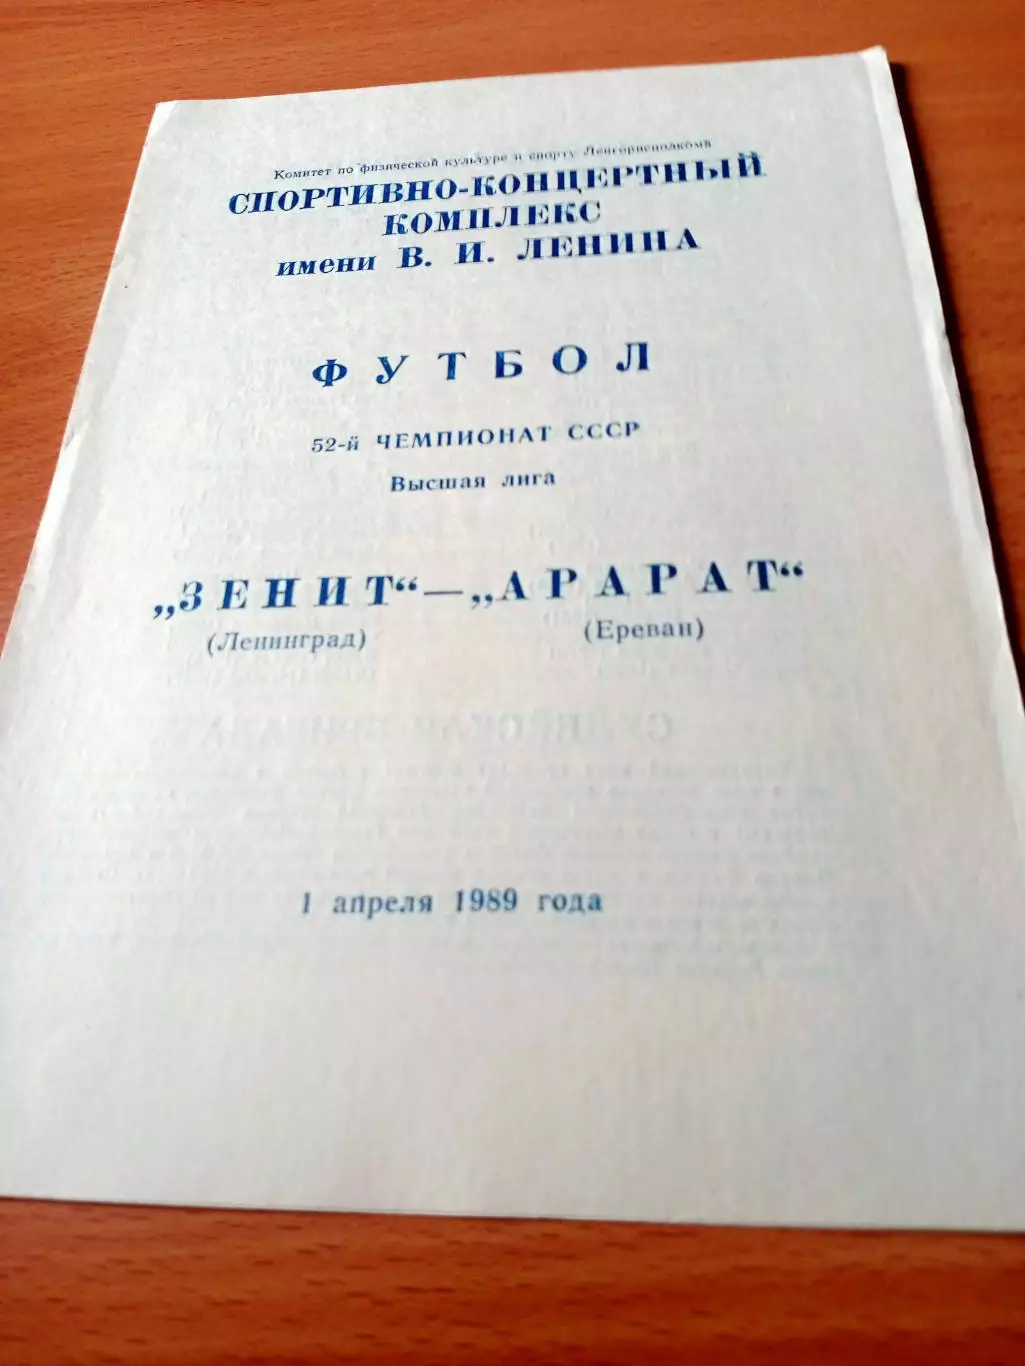 Комитет по физической культуре и спорту Ленгорисполкома
СПОРТИВНО-КОНЦЕРТНЫЙ
КОМПЛЕКС
имени В. И. ЛЕНИНА
ФУТБОЛ
52-й ЧЕМПИОНАТ СССР
Высшая лига
„ЗЕНИТ“ — „АРАРАТ“
(Ленинград) (Ереван)
1 апреля 1989 года